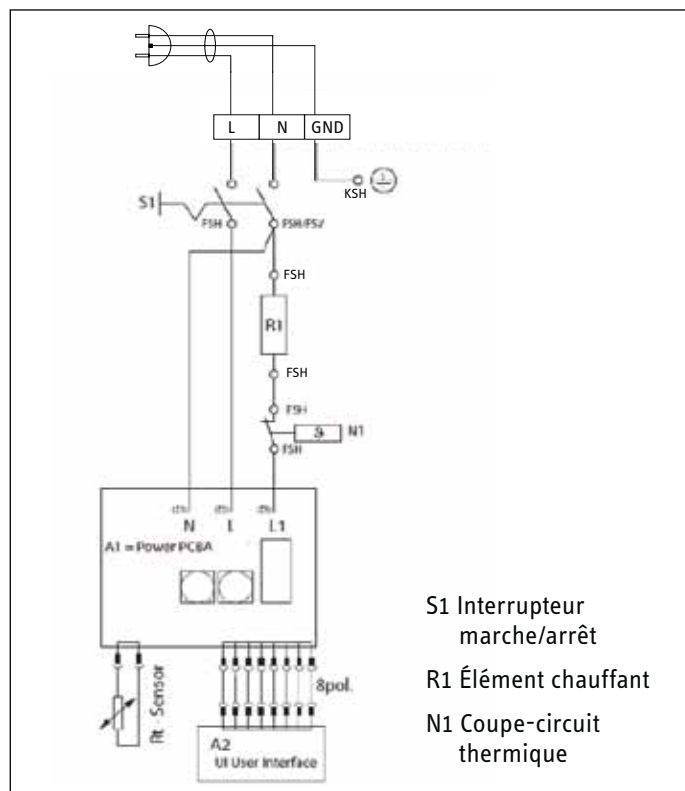 L N GND
KSH
S1
FSH FSH/FSV
FSH
R1
FSH
FSH
N1
FSH
N L L1
A1 = Power PCBA
8pol.
Rt - Sensor
A2
UI User Interface
S1 Interrupteur
marche/arrêt
R1 Élément chauffant
N1 Coupe-circuit
thermique